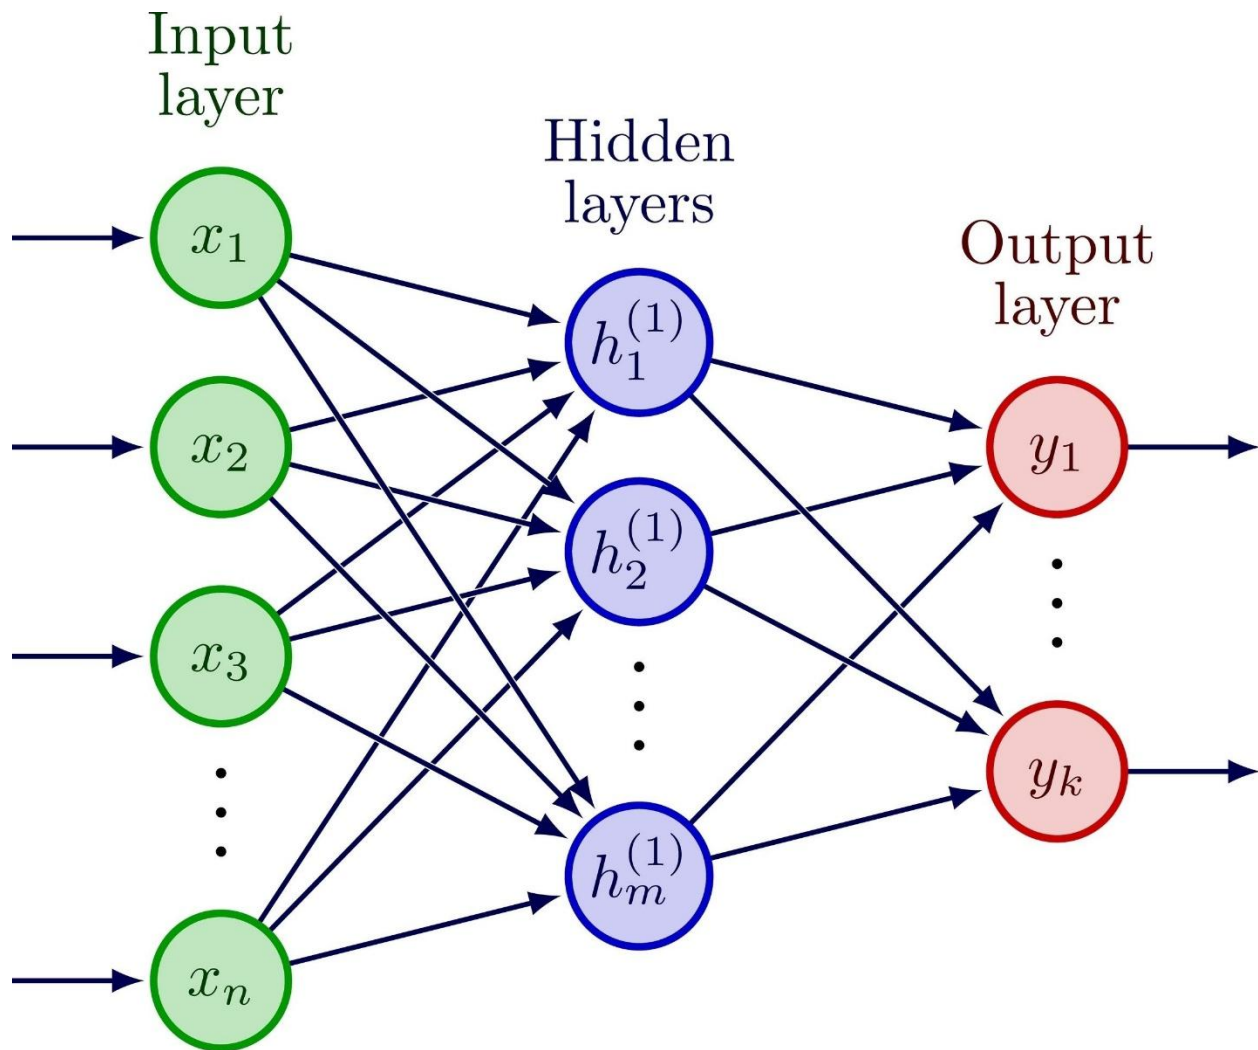 Input
layer
Hidden
layers
Output
layer
x₁
x₂
x₃
xₙ
h₁⁽¹⁾
h₂⁽¹⁾
hₘ⁽¹⁾
y₁
yₖ